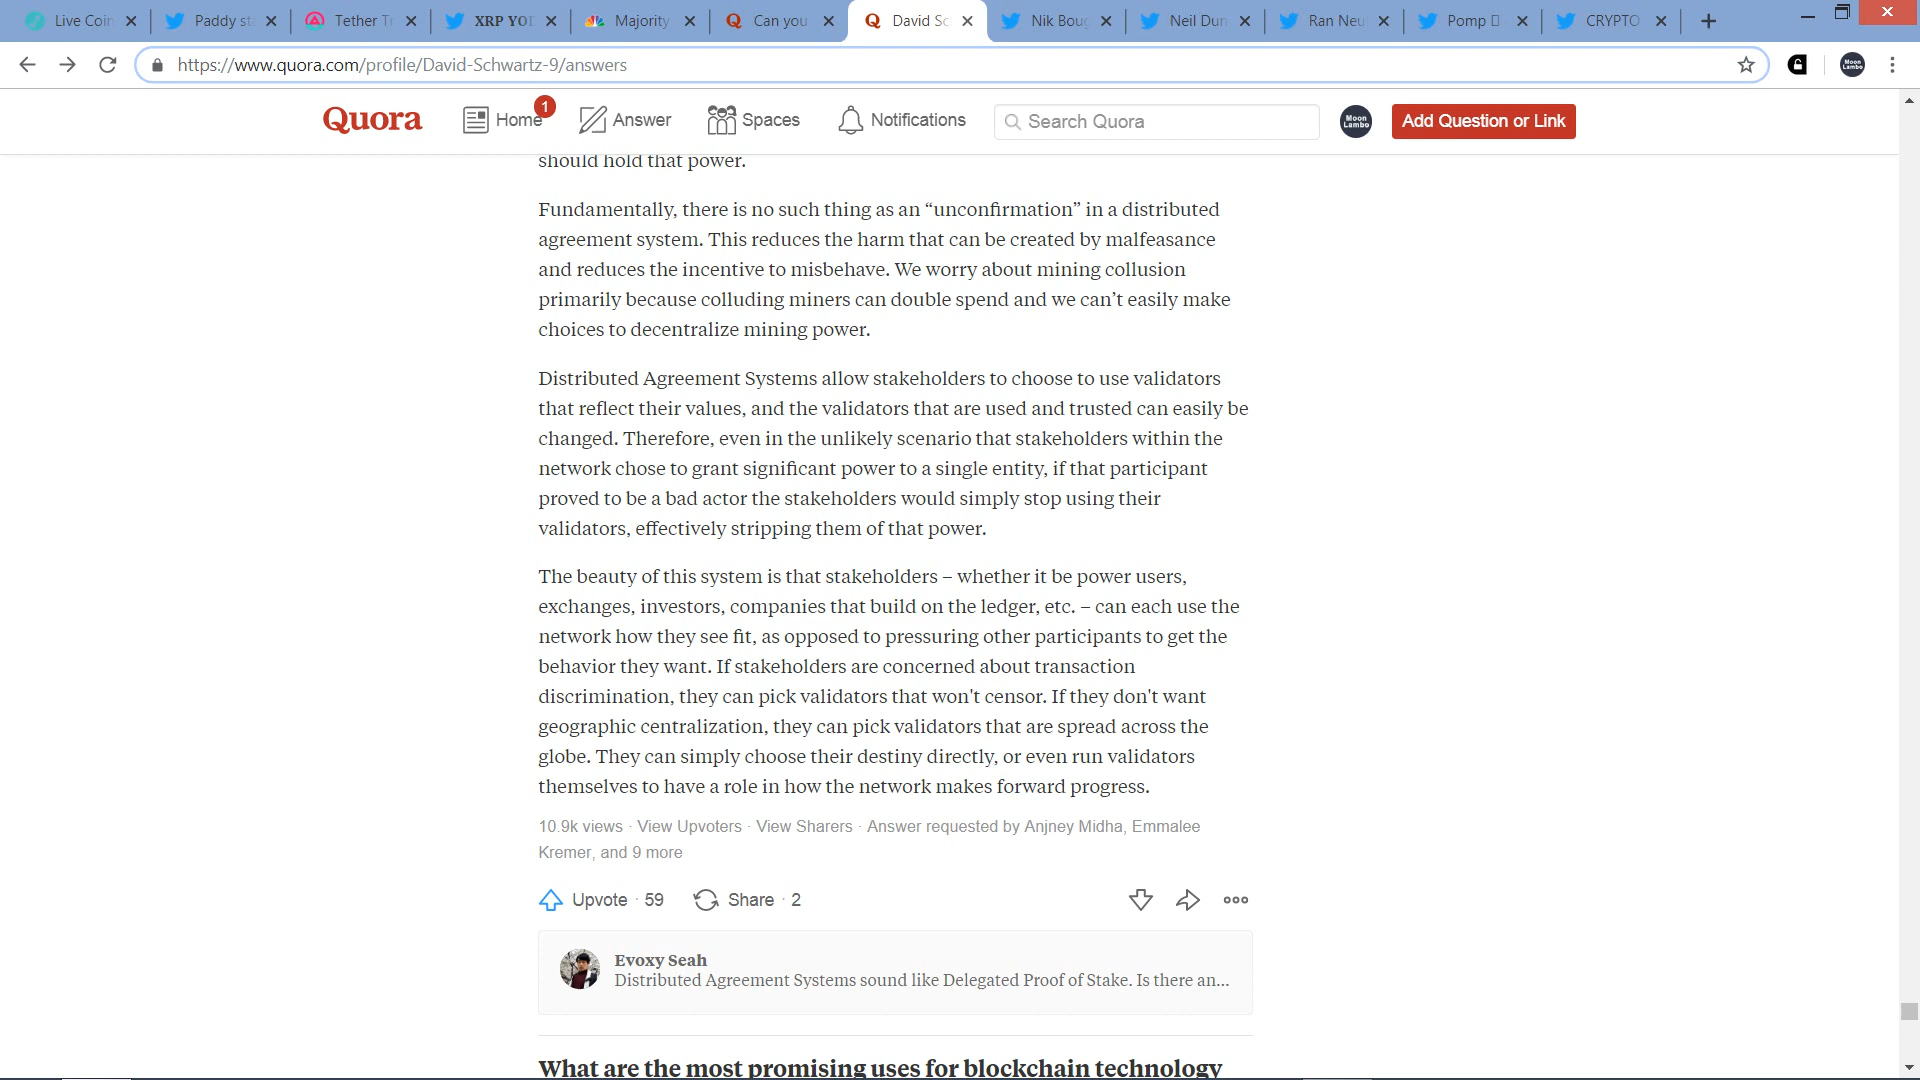 Live Coin
Paddy sta
Tether Tr
XRP YOD
Majority
Can you
David Sc
Nik Boug
Neil Dun
Ran Neu
Pomp
CRYPTO
https://www.quora.com/profile/David-Schwartz-9/answers
Moon Lambo
Quora
Home
1
Answer
Spaces
Notifications
Search Quora
Moon Lambo
Add Question or Link
should hold that power.
Fundamentally, there is no such thing as an “unconfirmation” in a distributed
agreement system. This reduces the harm that can be created by malfeasance
and reduces the incentive to misbehave. We worry about mining collusion
primarily because colluding miners can double spend and we can’t easily make
choices to decentralize mining power.
Distributed Agreement Systems allow stakeholders to choose to use validators
that reflect their values, and the validators that are used and trusted can easily be
changed. Therefore, even in the unlikely scenario that stakeholders within the
network chose to grant significant power to a single entity, if that participant
proved to be a bad actor the stakeholders would simply stop using their
validators, effectively stripping them of that power.
The beauty of this system is that stakeholders – whether it be power users,
exchanges, investors, companies that build on the ledger, etc. – can each use the
network how they see fit, as opposed to pressuring other participants to get the
behavior they want. If stakeholders are concerned about transaction
discrimination, they can pick validators that won't censor. If they don't want
geographic centralization, they can pick validators that are spread across the
globe. They can simply choose their destiny directly, or even run validators
themselves to have a role in how the network makes forward progress.
10.9k views · View Upvoters · View Sharers · Answer requested by Anjney Midha, Emmalee
Kremer, and 9 more
Upvote · 59
Share · 2
Evoxy Seah
Distributed Agreement Systems sound like Delegated Proof of Stake. Is there an...
What are the most promising uses for blockchain technology